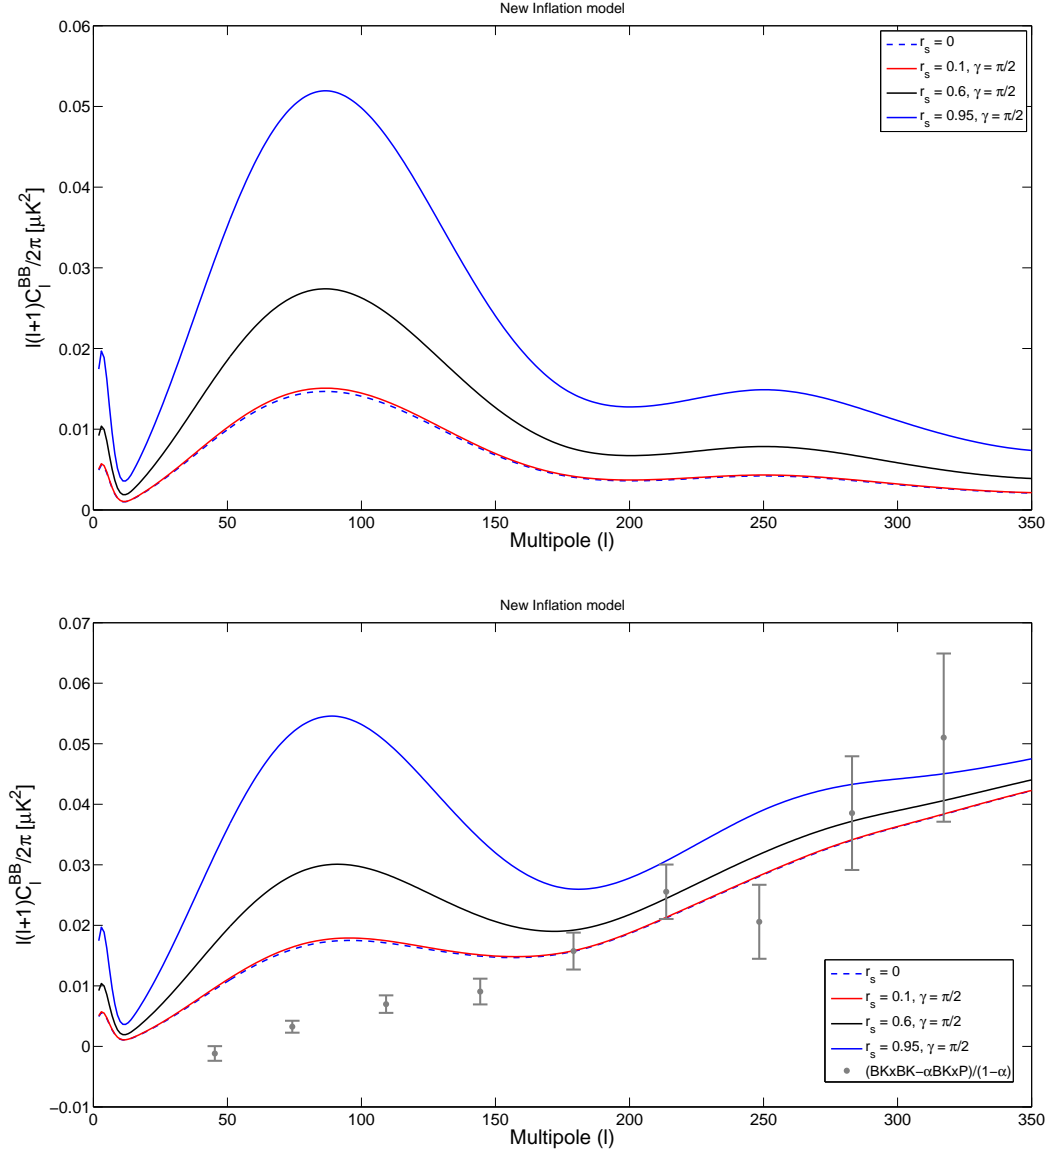 New Inflation model
0.06
0.05
0.04
0.03
0.02
0.01
0
l(l+1)C_l^BB/2π [μK²]
r_s = 0
r_s = 0.1, γ = π/2
r_s = 0.6, γ = π/2
r_s = 0.95, γ = π/2
0 50 100 150 200 250 300 350
Multipole (l)
New Inflation model
0.07
0.06
0.05
0.04
0.03
0.02
0.01
0
−0.01
l(l+1)C_l^BB/2π [μK²]
r_s = 0
r_s = 0.1, γ = π/2
r_s = 0.6, γ = π/2
r_s = 0.95, γ = π/2
(BKxBK−αBKxP)/(1−α)
0 50 100 150 200 250 300 350
Multipole (l)